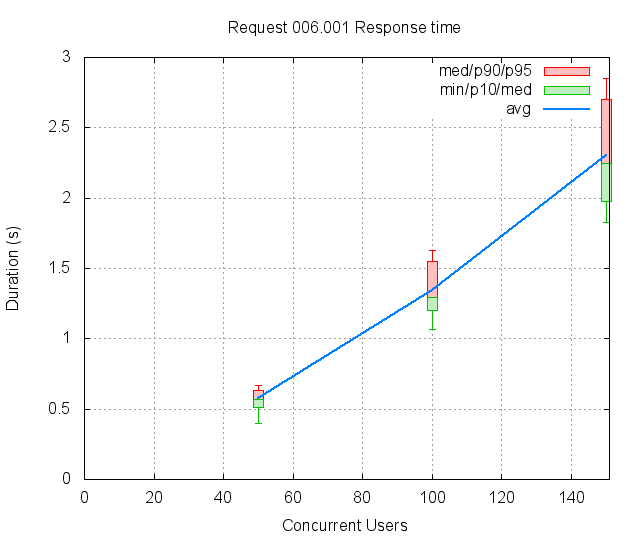 Request 006.001 Response time
3
med/p90/p95
min/p10/med
avg
2.5
2
1.5
1
0.5
0
Duration (s)
0 20 40 60 80 100 120 140
Concurrent Users